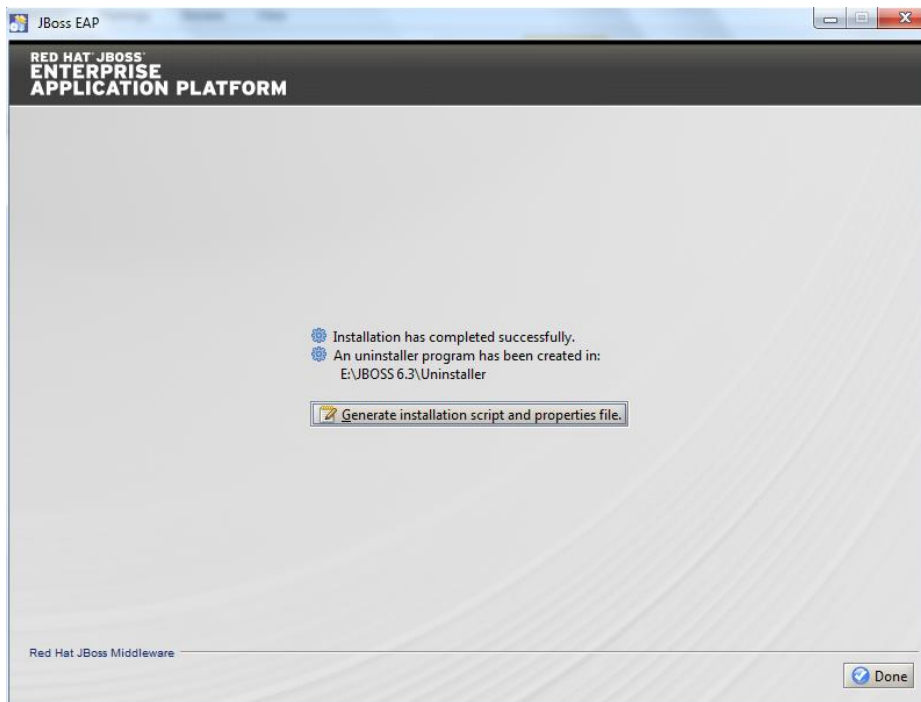 JBoss EAP
RED HAT® JBOSS®
ENTERPRISE
APPLICATION PLATFORM
Installation has completed successfully.
An uninstaller program has been created in:
E:\JBOSS 6.3\Uninstaller
Generate installation script and properties file.
Red Hat JBoss Middleware
Done